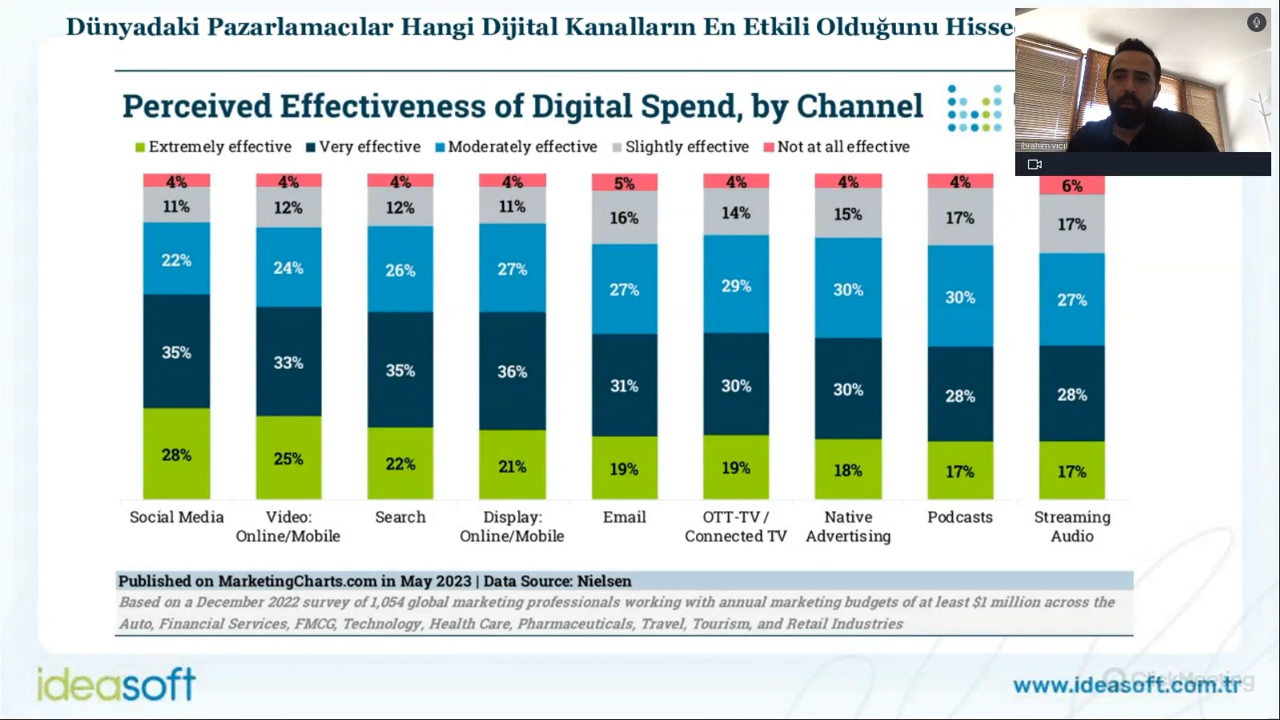 Dünyadaki Pazarlamacılar Hangi Dijital Kanalların En Etkili Olduğunu
Perceived Effectiveness of Digital Spend, by Channel
Extremely effective Very effective Moderately effective Slightly effective Not at all effective
4% 4% 4% 4% 5% 4% 4% 4% 6%
11% 12% 12% 11% 16% 14% 15% 17% 17%
22% 24% 26% 27% 27% 29% 30% 30% 27%
35% 33% 35% 36% 31% 30% 30% 28% 28%
28% 25% 22% 21% 19% 19% 18% 17% 17%
Social Media Video: Search Display: Email OTT-TV / Native Podcasts Streaming
Online/Mobile Online/Mobile Connected TV Advertising Audio
Published on MarketingCharts.com in May 2023 | Data Source: Nielsen
Based on a December 2022 survey of 1,054 global marketing professionals working with annual marketing budgets of at least $1 million across the
Auto, Financial Services, FMCG, Technology, Health Care, Pharmaceuticals, Travel, Tourism, and Retail Industries
ideasoft
www.ideasoft.com.tr
ClickMeeting